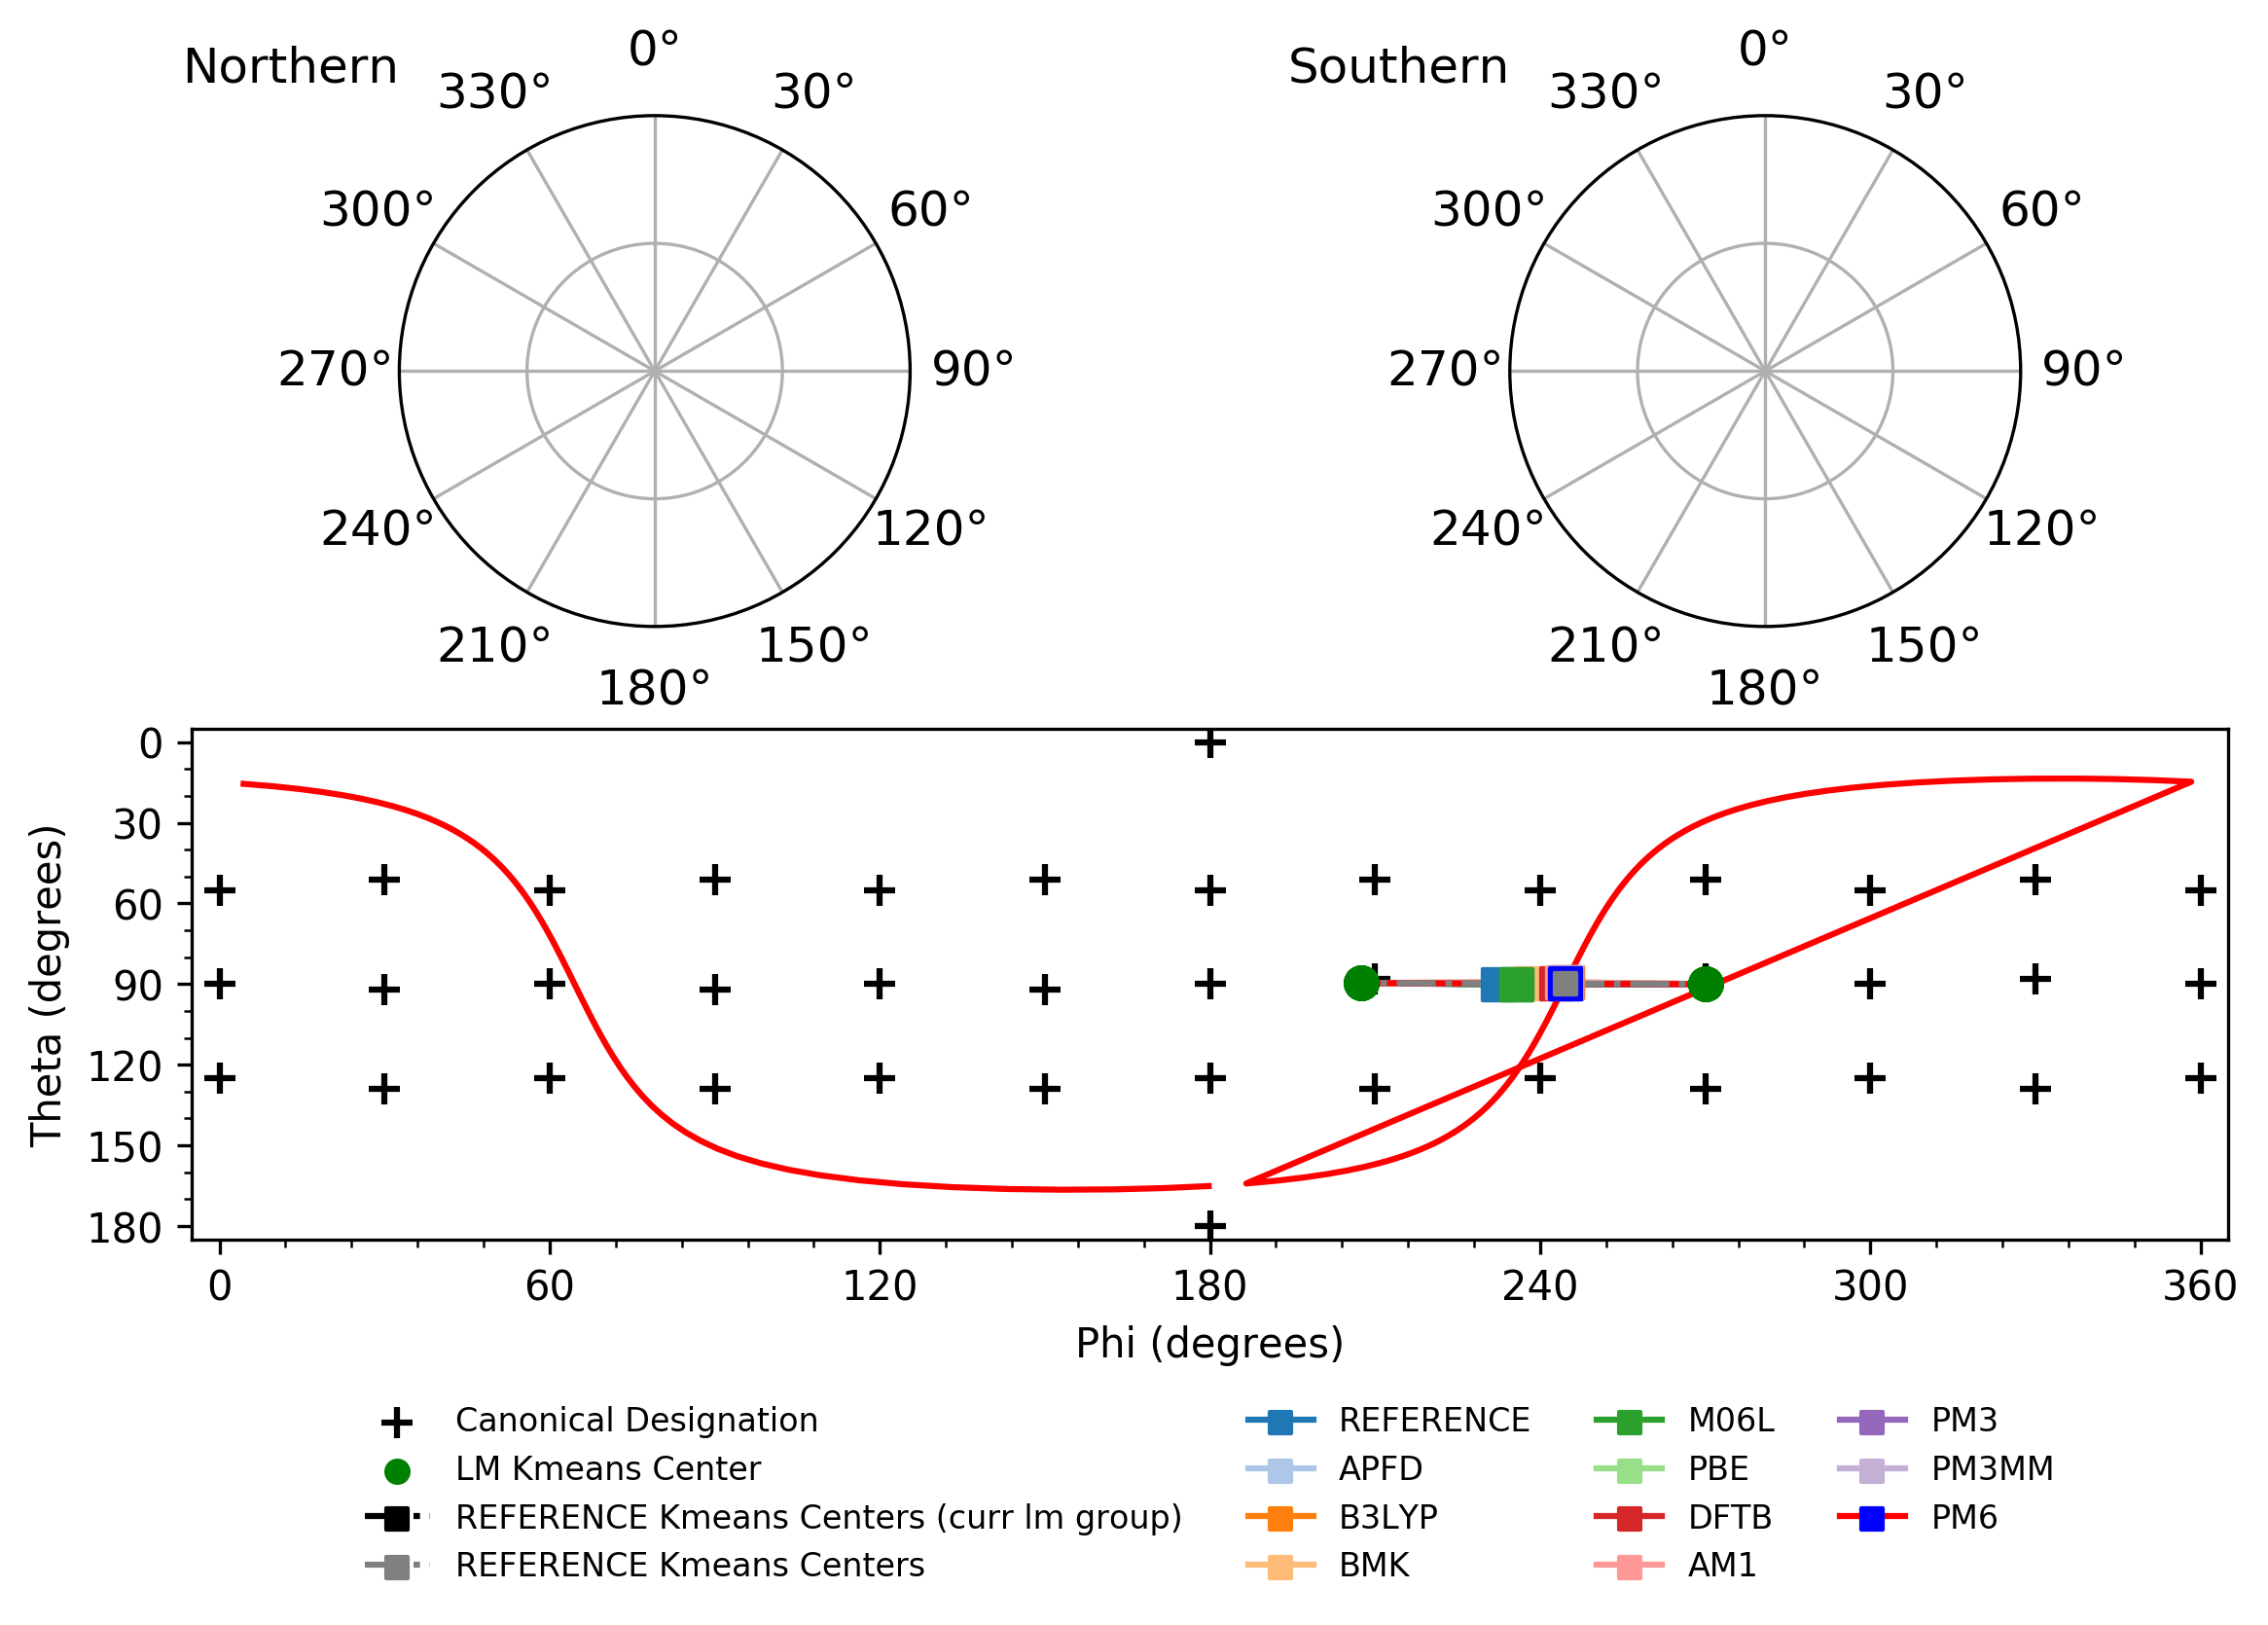 Northern
0°
30°
60°
90°
120°
150°
180°
210°
240°
270°
300°
330°
Southern
0°
30°
60°
90°
120°
150°
180°
210°
240°
270°
300°
330°
Theta (degrees)
0
30
60
90
120
150
180
0 60 120 180 240 300 360
Phi (degrees)
Canonical Designation
LM Kmeans Center
REFERENCE Kmeans Centers (curr lm group)
REFERENCE Kmeans Centers
REFERENCE
APFD
B3LYP
BMK
M06L
PBE
DFTB
AM1
PM3
PM3MM
PM6